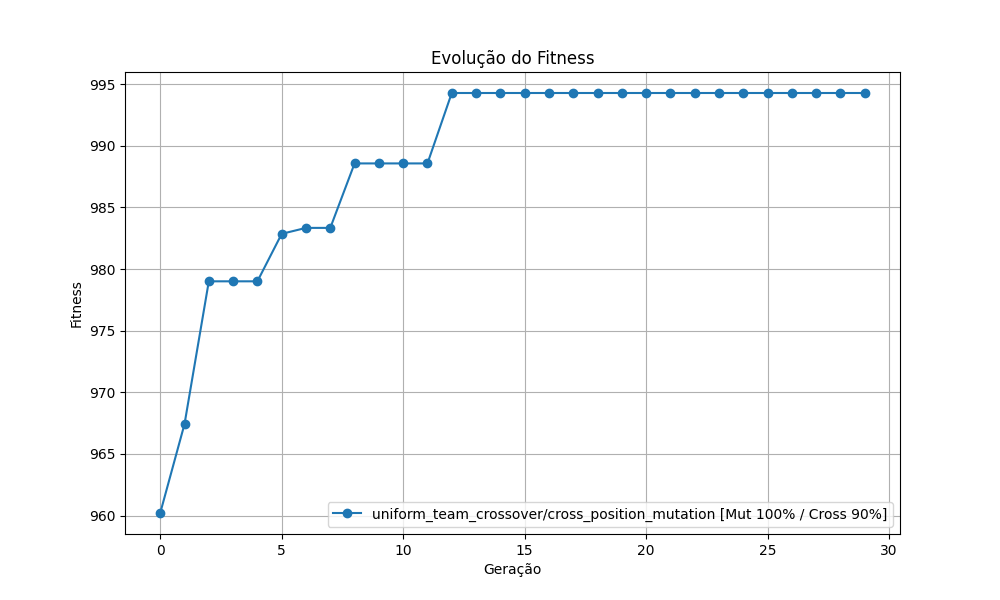 Evolução do Fitness
Fitness
995
990
985
980
975
970
965
960
uniform_team_crossover/cross_position_mutation [Mut 100% / Cross 90%]
0 5 10 15 20 25 30
Geração